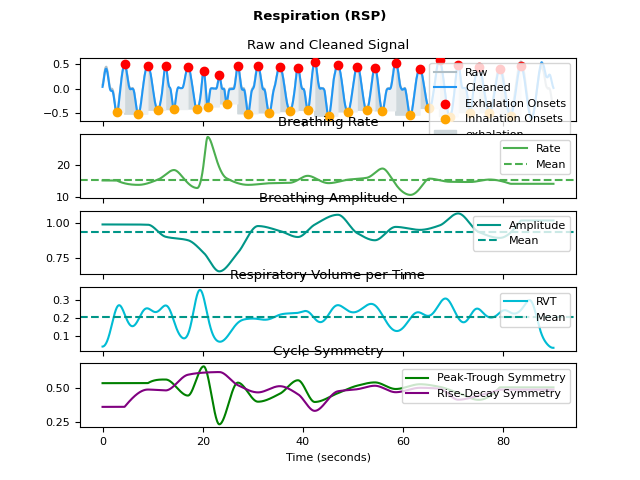 Respiration (RSP)
Raw and Cleaned Signal
0.5
0.0
−0.5
Raw
Cleaned
Exhalation Onsets
Inhalation Onsets
exhalation
Breathing Rate
20
10
Rate
Mean
Breathing Amplitude
1.00
0.75
Amplitude
Mean
Respiratory Volume per Time
0.3
0.2
0.1
RVT
Mean
Cycle Symmetry
0.50
0.25
Peak-Trough Symmetry
Rise-Decay Symmetry
0 20 40 60 80
Time (seconds)